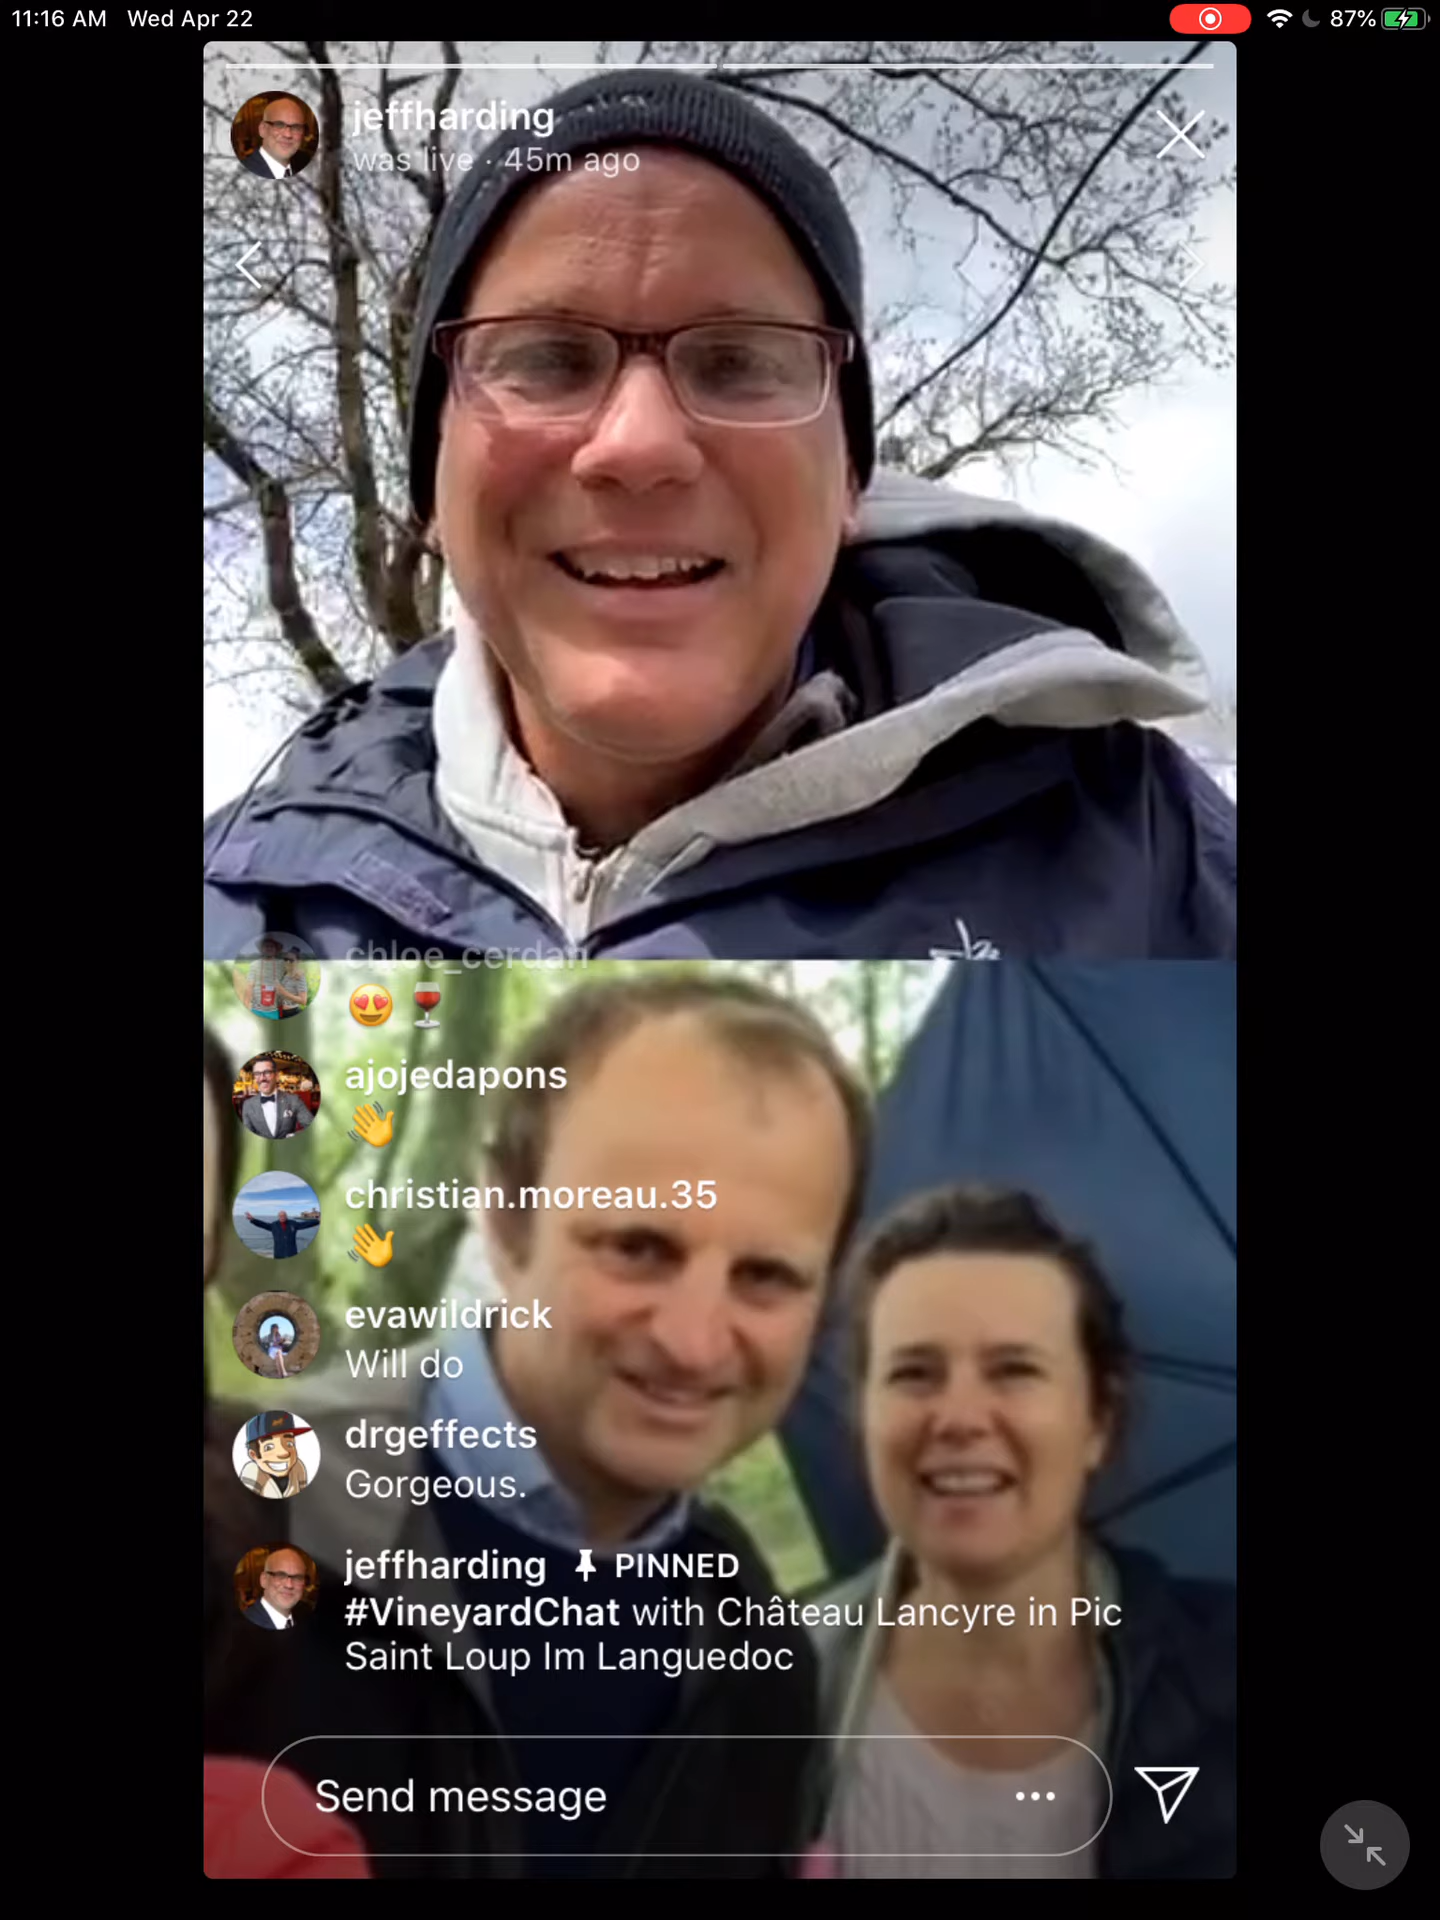 11:16 AM Wed Apr 22
87%
jeffharding
was live · 45m ago
chloe_cerdan
😍 🍷
ajojedapons
👋
christian.moreau.35
👋
evawildrick
Will do
drgeffects
Gorgeous.
jeffharding 📌 PINNED
#VineyardChat with Château Lancyre in Pic
Saint Loup Im Languedoc
Send message